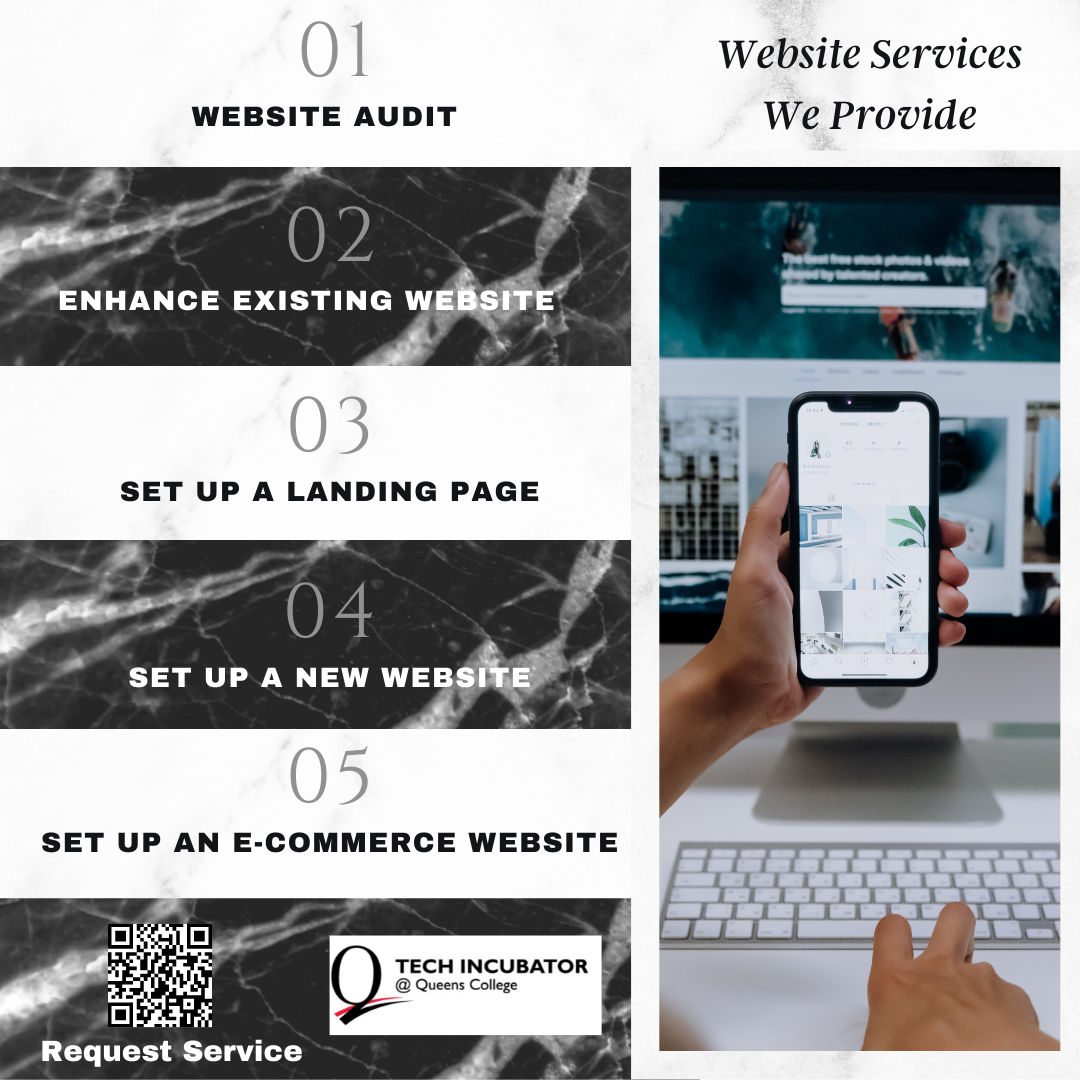 01
WEBSITE AUDIT
02
ENHANCE EXISTING WEBSITE
03
SET UP A LANDING PAGE
04
SET UP A NEW WEBSITE
05
SET UP AN E-COMMERCE WEBSITE
Request Service
TECH INCUBATOR
@ Queens College
Website Services
We Provide
The best free stock photos & videos
shared by talented creators.